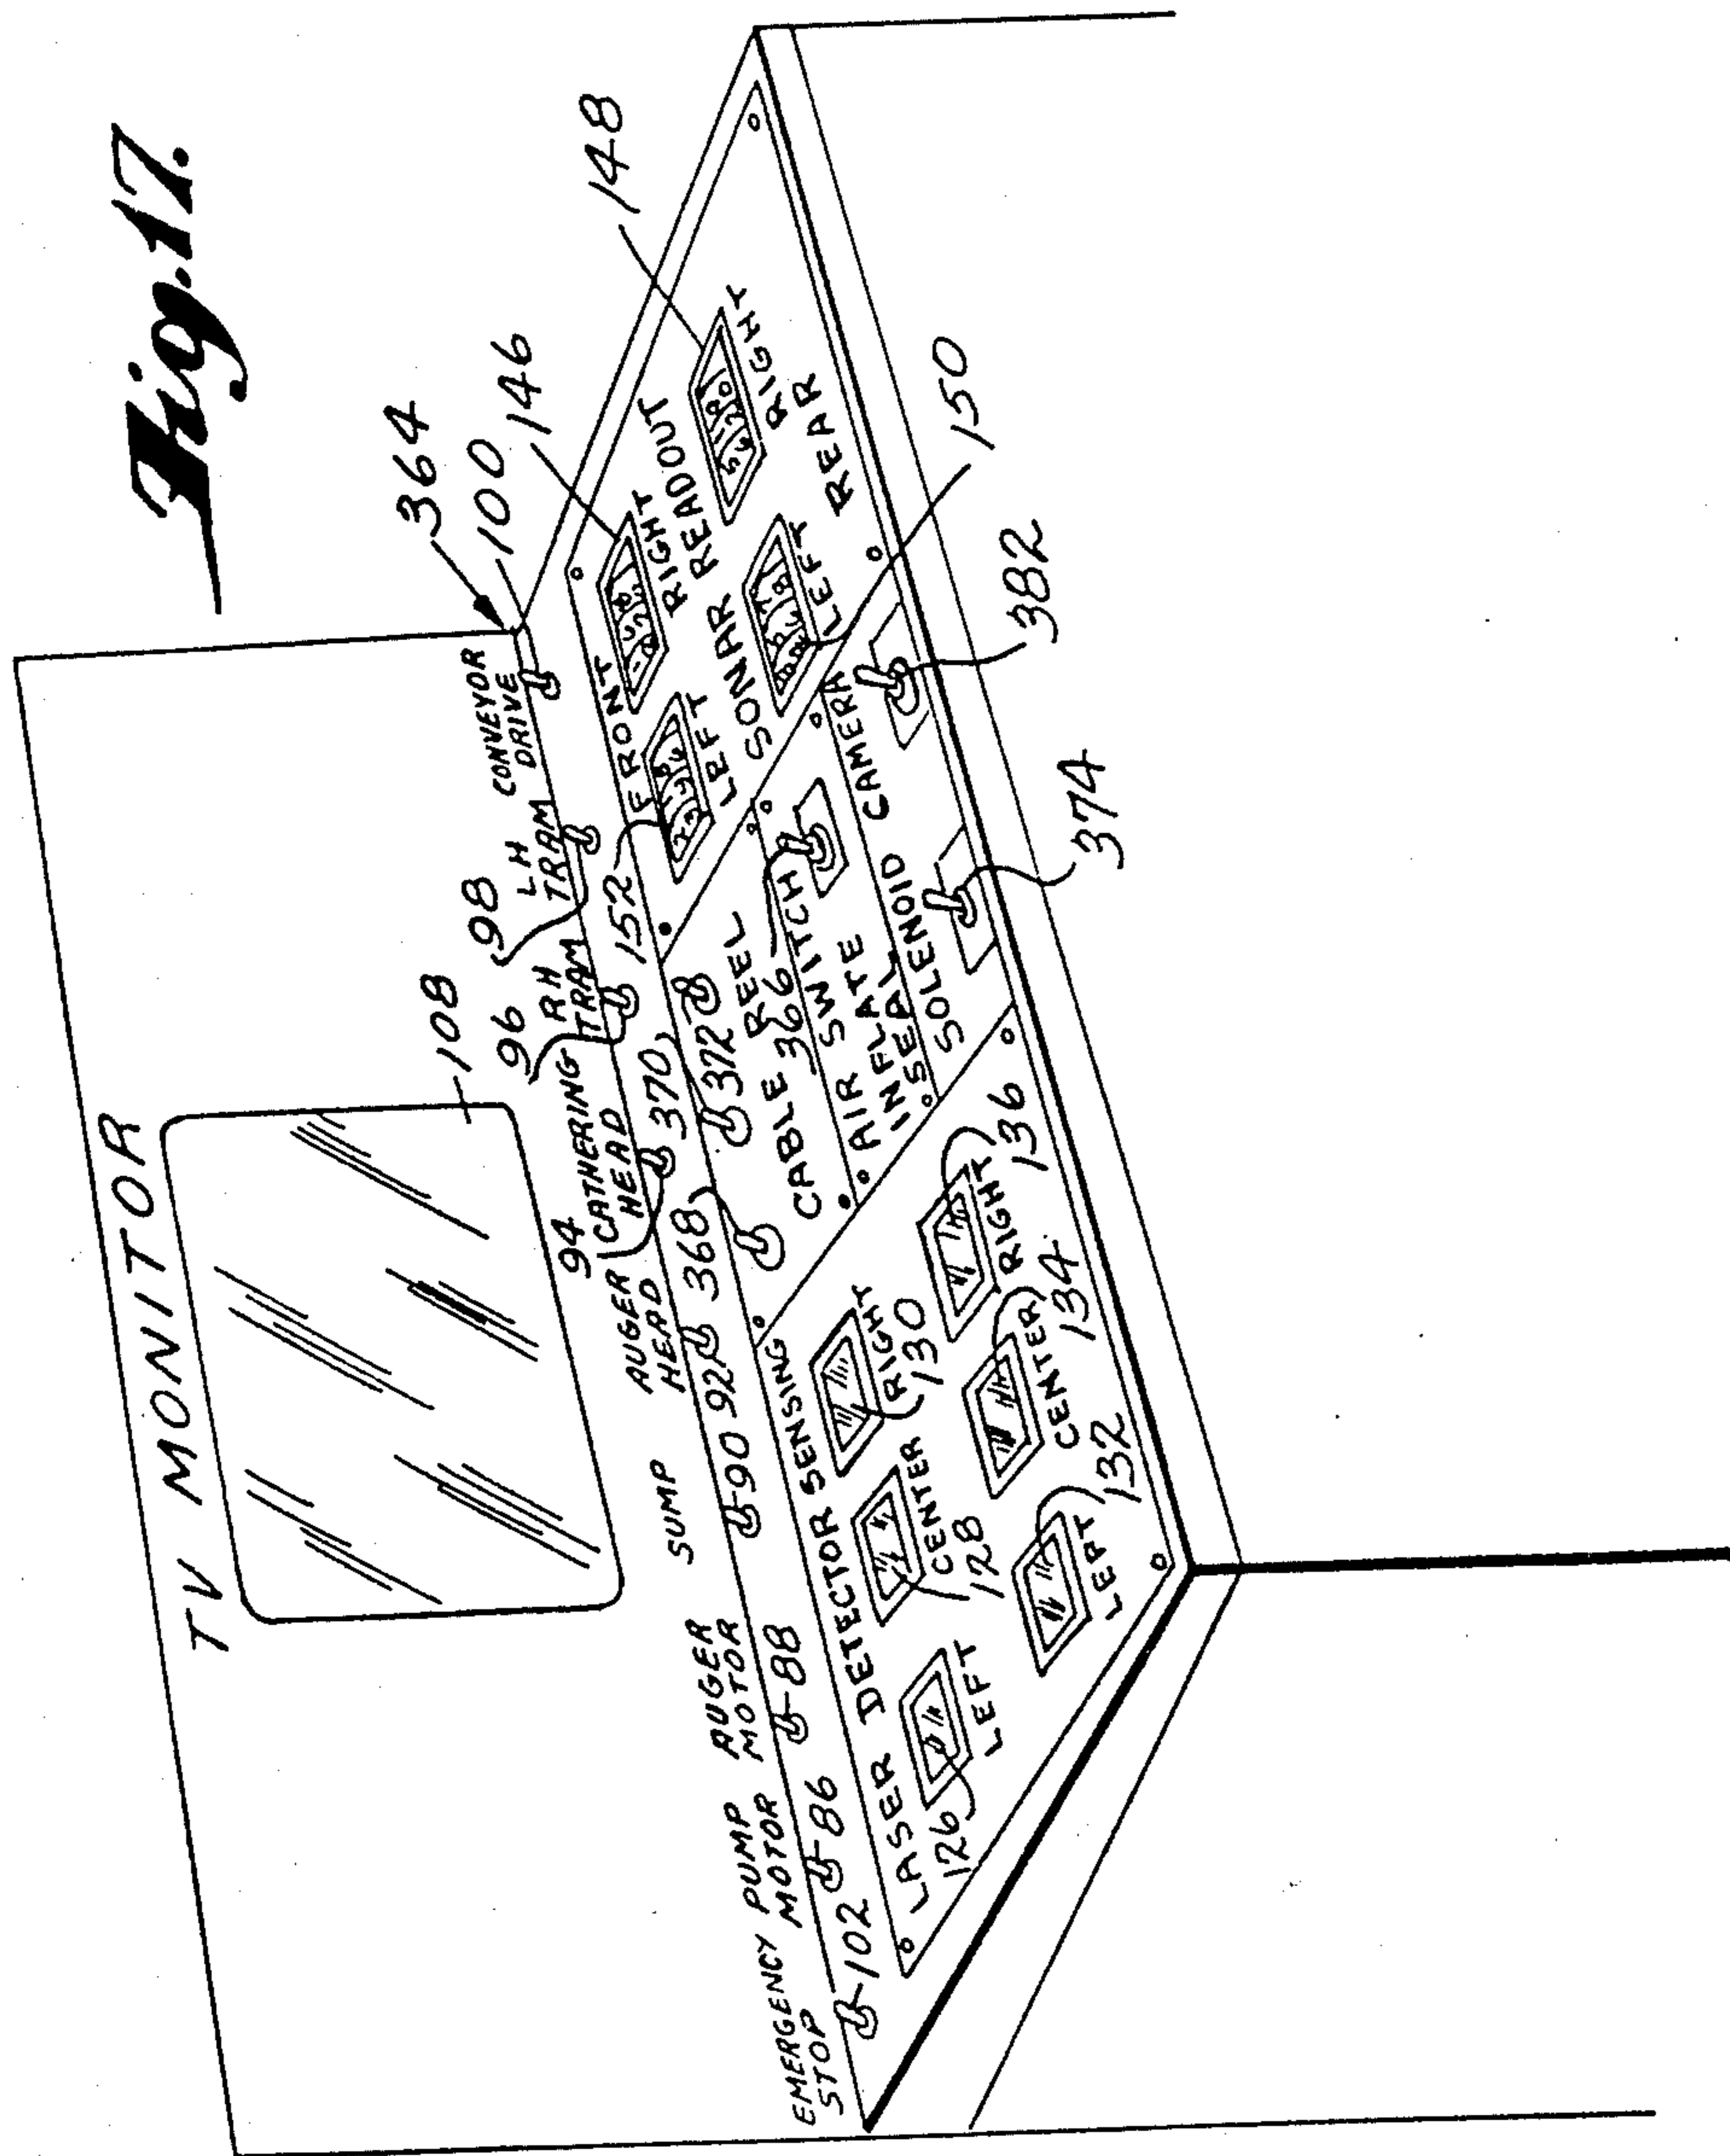 Fig. 17.
TV MONITOR
108
364
100
146
148
98
96
94
EMERGENCY
STOP
PUMP
MOTOR
AUGER
MOTOR
SUMP
AUGER
HEAD
GATHERING
HEAD
RH
TRAM
LH
TRAM
CONVEYOR
DRIVE
102
86
88
90
92
368
370
372
152
LASER DETECTOR SENSING
LEFT
CENTER
RIGHT
126
128
130
LEFT
CENTER
RIGHT
132
134
136
CABLE REEL
366
AIR SWITCH
INFLATE
INSEAL
SOLENOID
CAMERA
374
382
FRONT
LEFT
RIGHT
SONAR READOUT
LEFT
RIGHT
REAR
150